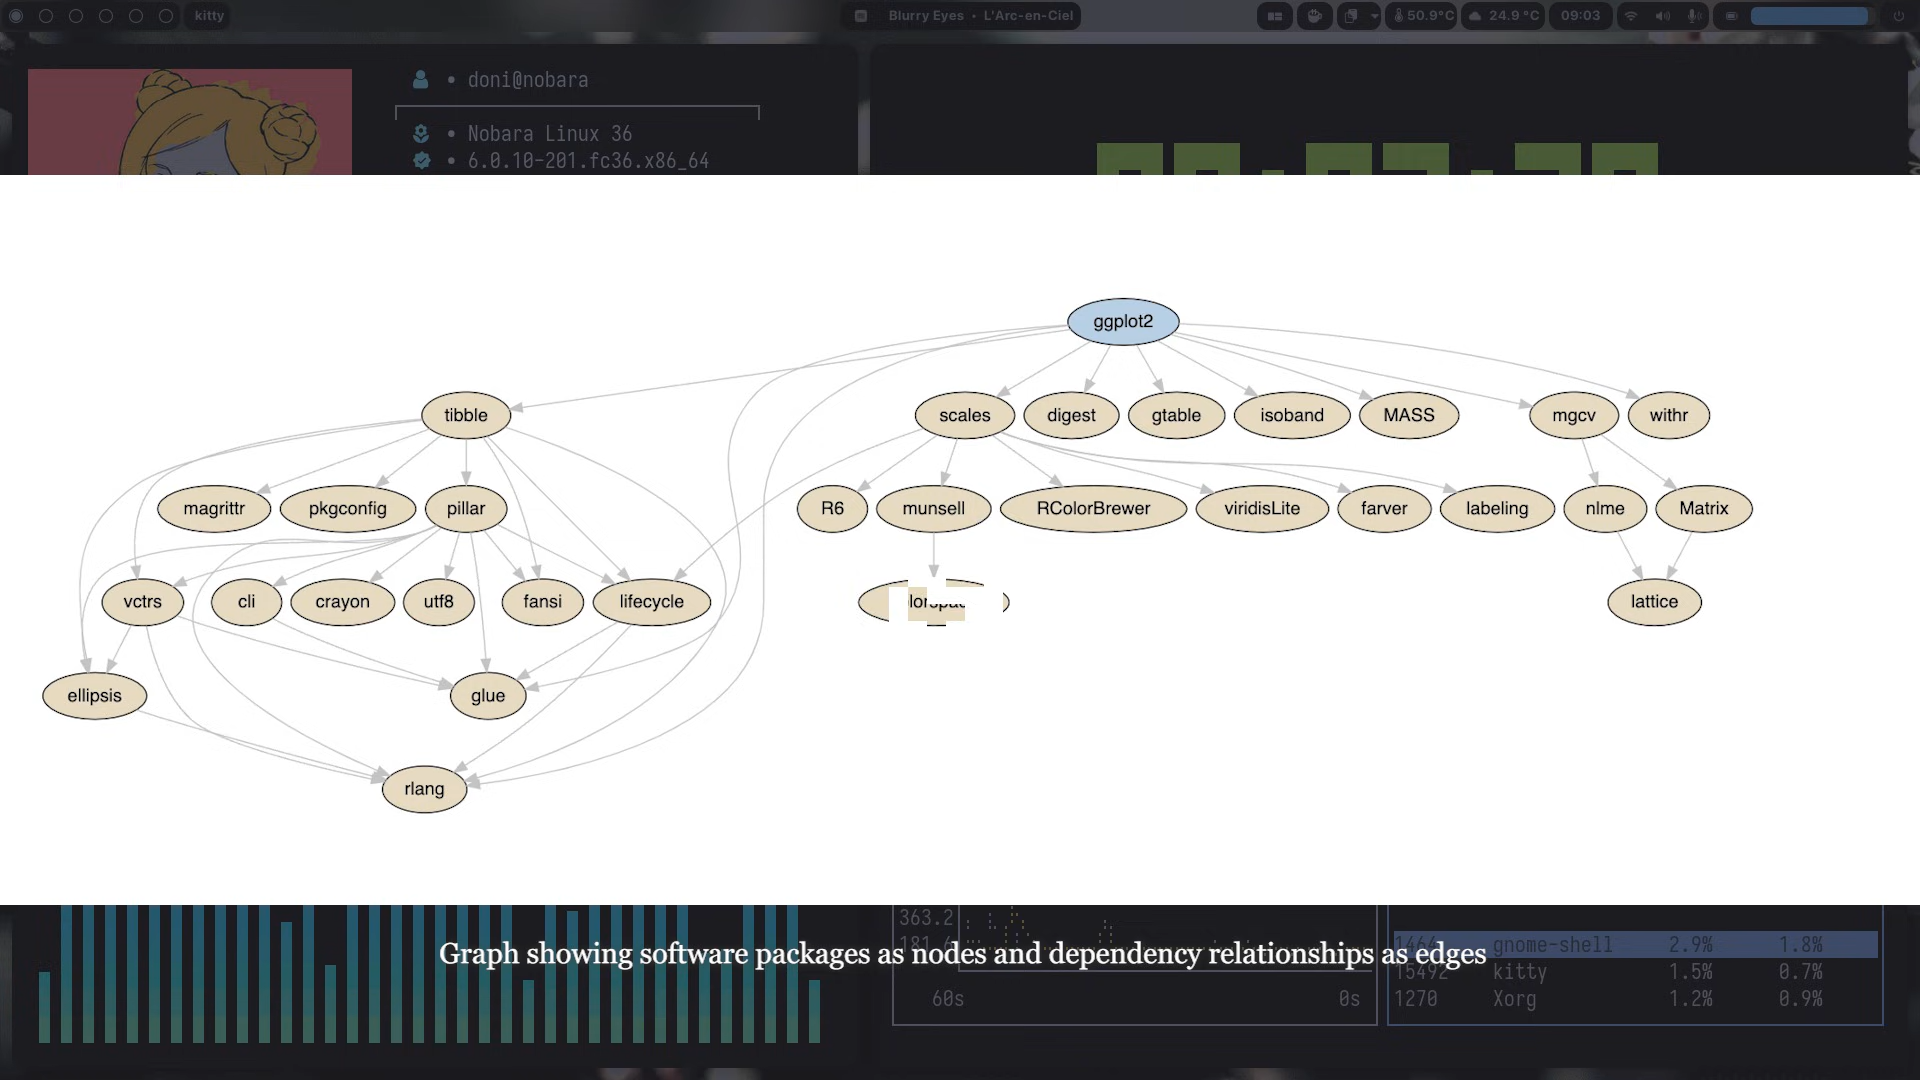 kitty
Blurry Eyes • L'Arc-en-Ciel
50.9°C
24.9 °C
09:03
• doni@nobara
• Nobara Linux 36
• 6.0.10-201.fc36.x86_64
ggplot2
tibble
scales
digest
gtable
isoband
MASS
mgcv
withr
magrittr
pkgconfig
pillar
R6
munsell
RColorBrewer
viridisLite
farver
labeling
nlme
Matrix
vctrs
cli
crayon
utf8
fansi
lifecycle
lattice
ellipsis
glue
rlang
363.2
181.6
1464 gnome-shell 2.9% 1.8%
Graph showing software packages as nodes and dependency relationships as edges
15492 kitty 1.5% 0.7%
60s 0s
1270 Xorg 1.2% 0.9%